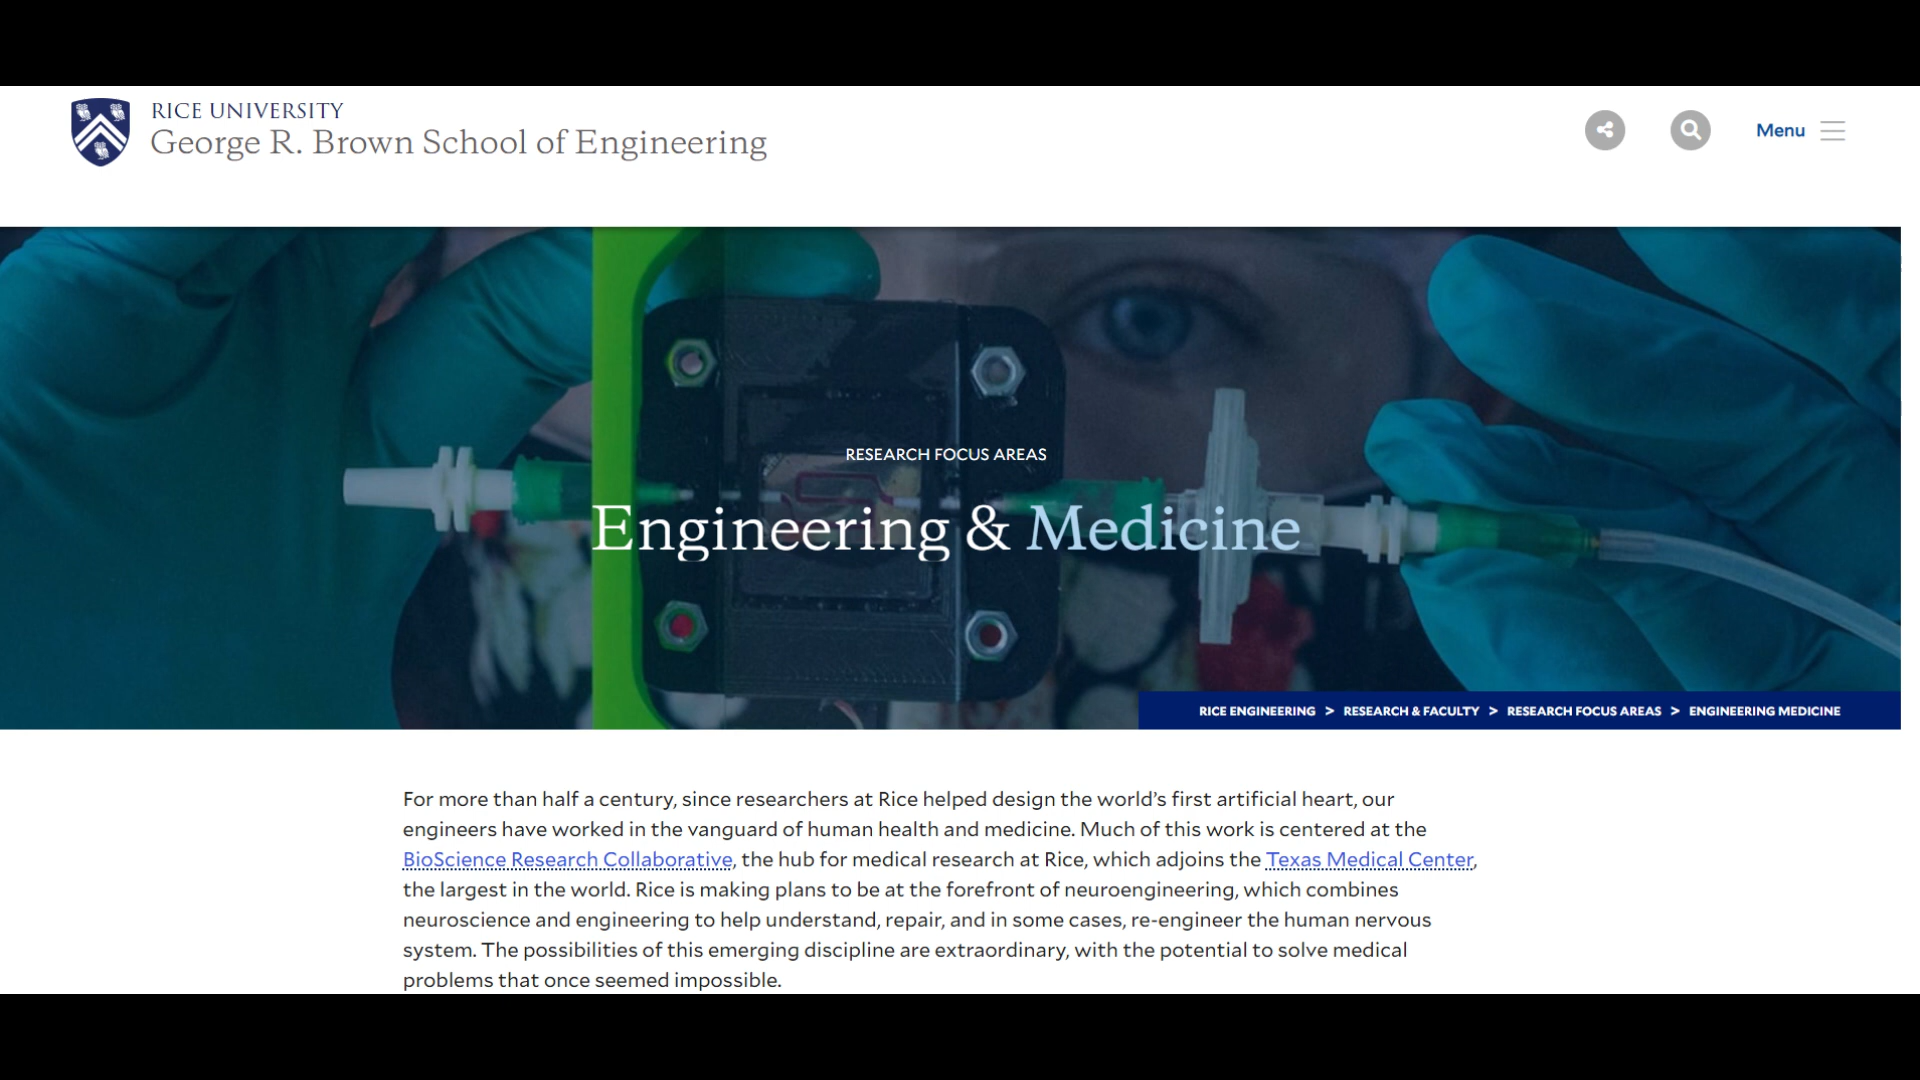 RICE UNIVERSITY
George R. Brown School of Engineering
Menu
RESEARCH FOCUS AREAS
Engineering & Medicine
RICE ENGINEERING > RESEARCH & FACULTY > RESEARCH FOCUS AREAS > ENGINEERING MEDICINE
For more than half a century, since researchers at Rice helped design the world’s first artificial heart, our
engineers have worked in the vanguard of human health and medicine. Much of this work is centered at the
BioScience Research Collaborative, the hub for medical research at Rice, which adjoins the Texas Medical Center,
the largest in the world. Rice is making plans to be at the forefront of neuroengineering, which combines
neuroscience and engineering to help understand, repair, and in some cases, re-engineer the human nervous
system. The possibilities of this emerging discipline are extraordinary, with the potential to solve medical
problems that once seemed impossible.